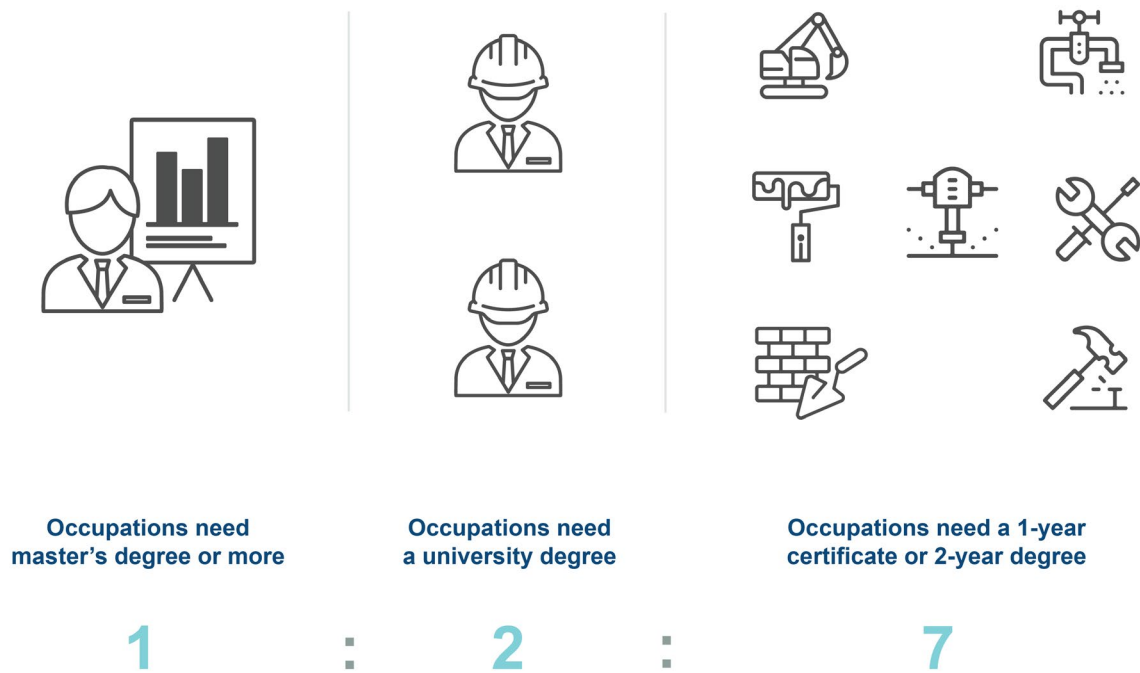 Occupations need
master’s degree or more
Occupations need
a university degree
Occupations need a 1-year
certificate or 2-year degree
1 : 2 : 7